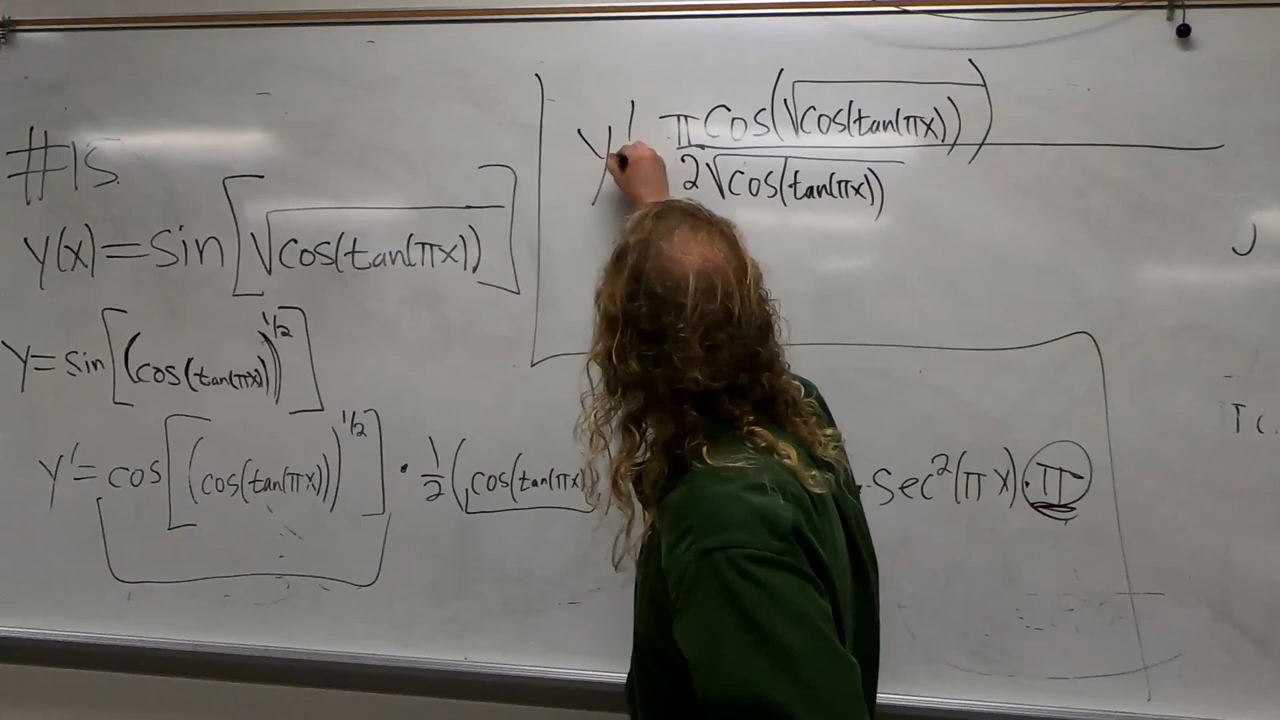 #15
y(x)=sin[√cos(tan(πx))]
y=sin[(cos(tan(πx)))^1/2]
y'=cos[(cos(tan(πx)))^1/2]·1/2(cos(tan(πx)
·sec²(πx)·π
y' πcos(√cos(tan(πx)))
2√cos(tan(πx))